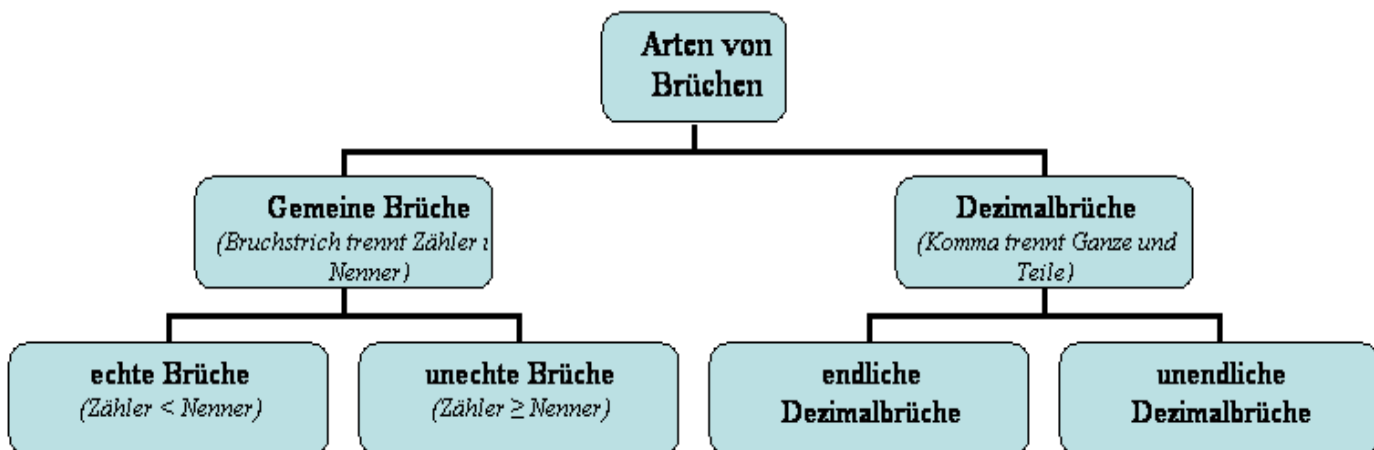 Arten von
Brüchen
Gemeine Brüche
(Bruchstrich trennt Zähler
Nenner)
Dezimalbrüche
(Komma trennt Ganze und
Teile)
echte Brüche
(Zähler < Nenner)
unechte Brüche
(Zähler ≥ Nenner)
endliche
Dezimalbrüche
unendliche
Dezimalbrüche